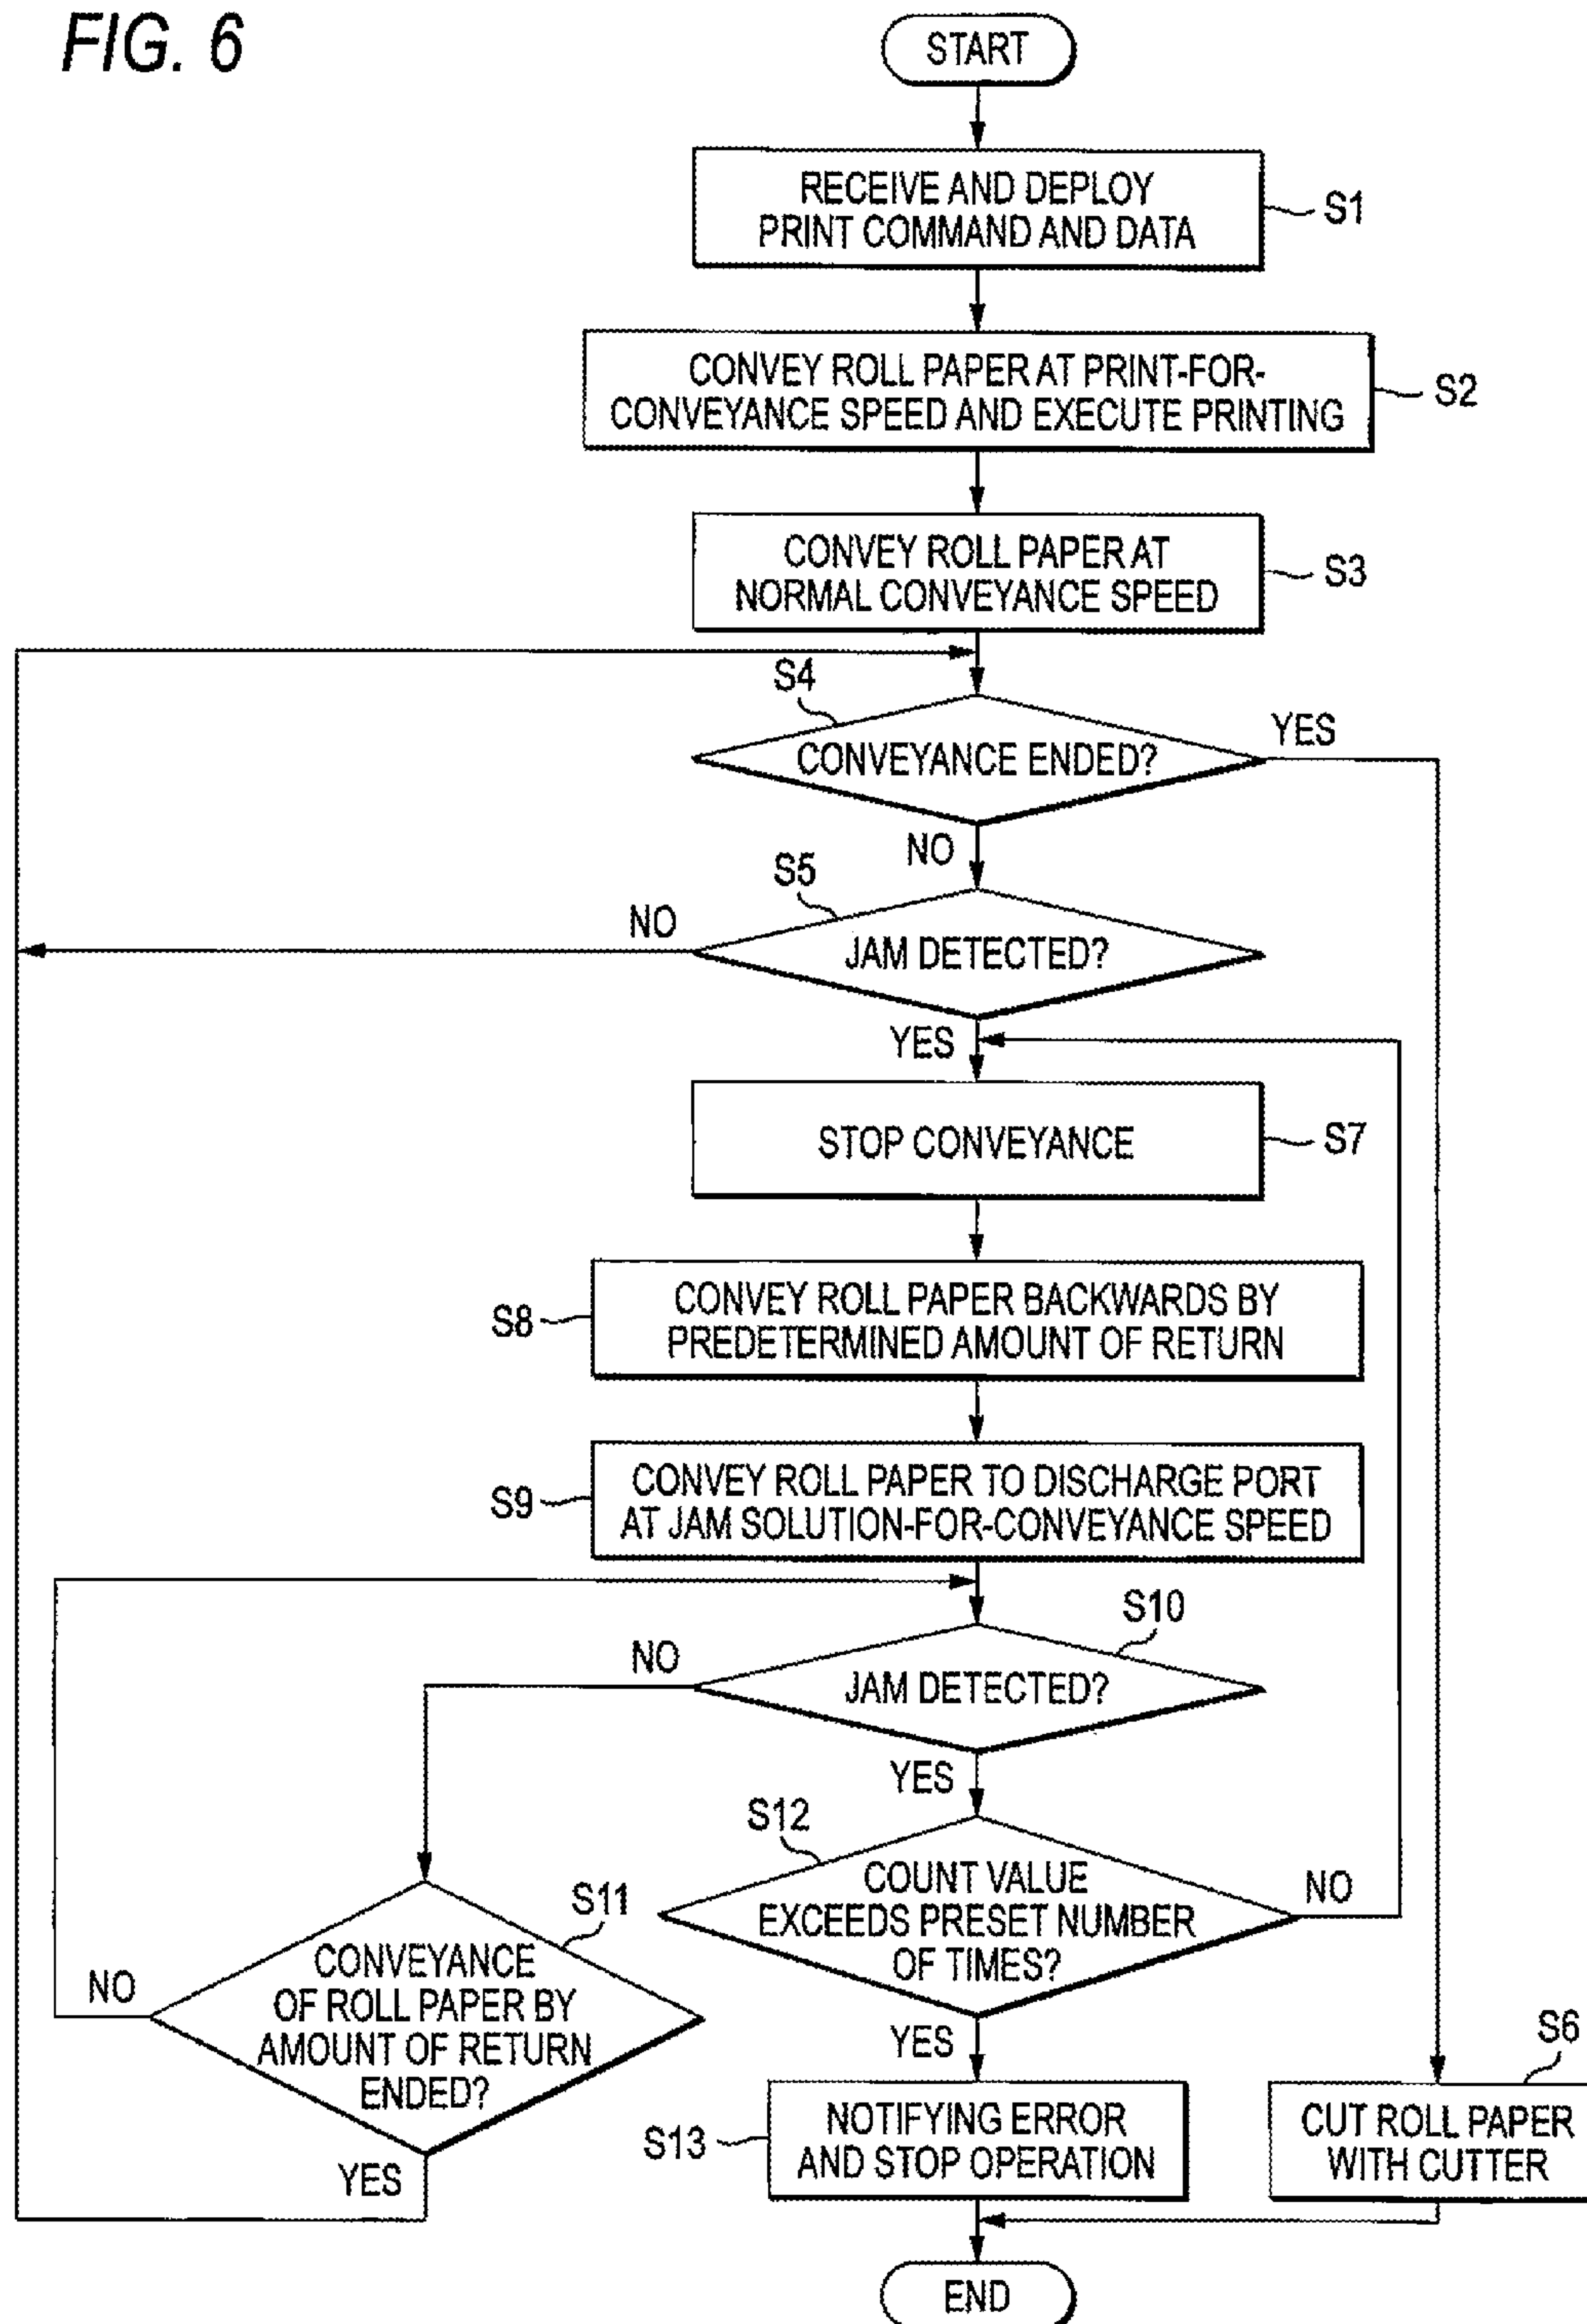 FIG. 6
START
RECEIVE AND DEPLOY
PRINT COMMAND AND DATA
S1
CONVEY ROLL PAPER AT PRINT-FOR-
CONVEYANCE SPEED AND EXECUTE PRINTING
S2
CONVEY ROLL PAPER AT
NORMAL CONVEYANCE SPEED
S3
S4
CONVEYANCE ENDED?
YES
NO
S5
JAM DETECTED?
NO
YES
STOP CONVEYANCE
S7
S8
CONVEY ROLL PAPER BACKWARDS BY
PREDETERMINED AMOUNT OF RETURN
S9
CONVEY ROLL PAPER TO DISCHARGE PORT
AT JAM SOLUTION-FOR-CONVEYANCE SPEED
S10
JAM DETECTED?
NO
YES
S12
COUNT VALUE
EXCEEDS PRESET NUMBER
OF TIMES?
NO
YES
S11
CONVEYANCE
OF ROLL PAPER BY
AMOUNT OF RETURN
ENDED?
NO
YES
S13
NOTIFYING ERROR
AND STOP OPERATION
S6
CUT ROLL PAPER
WITH CUTTER
END